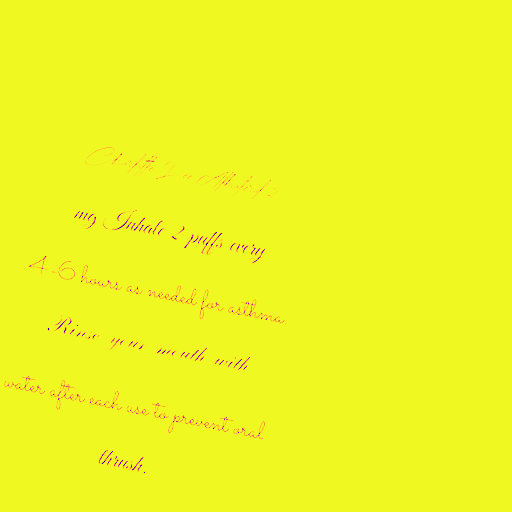 mg Inhale 2 puffs every
4-6 hours as needed for asthma
Rinse your mouth with
water after each use to prevent oral
thrush.